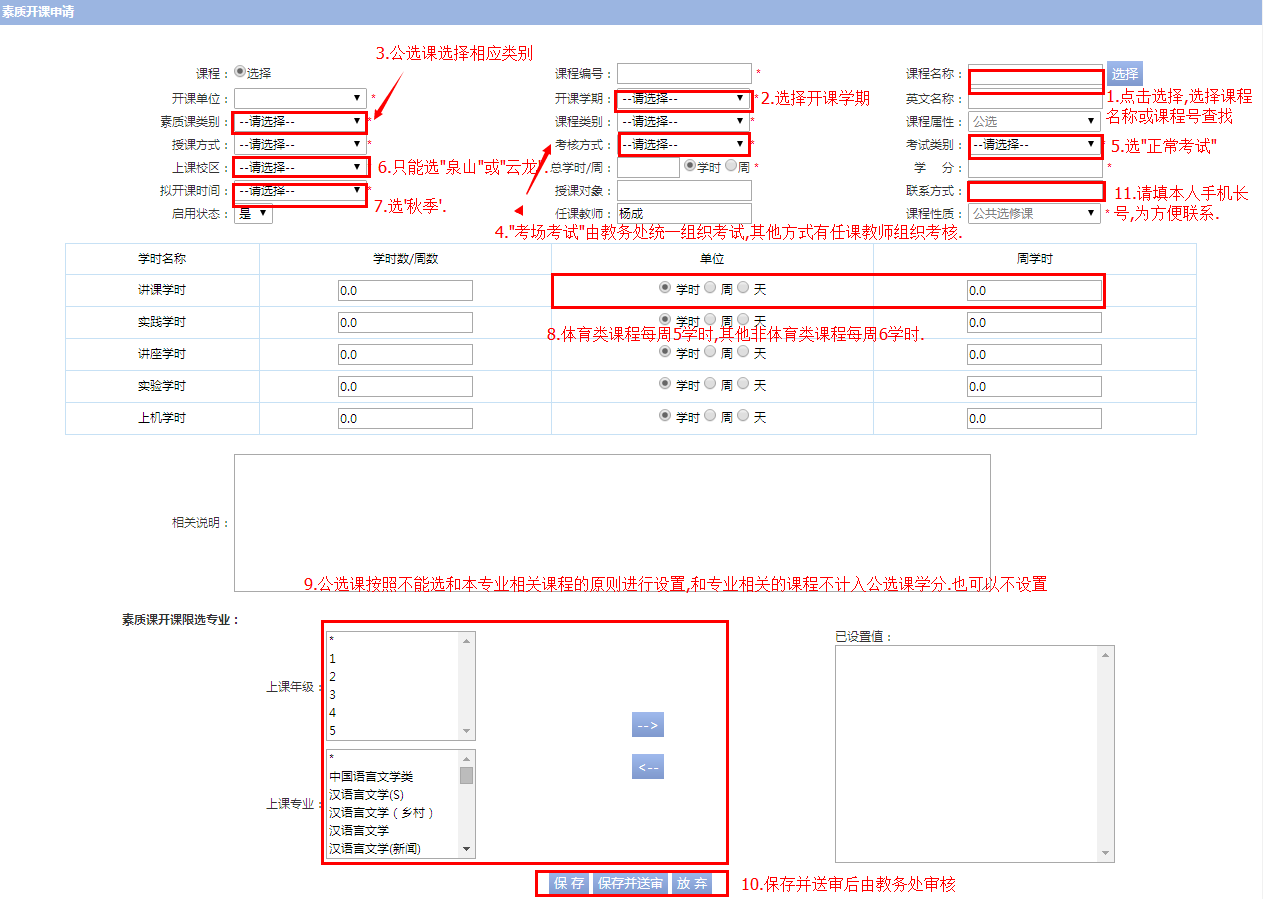 素质开课申请
3.公选课选择相应类别
课程： 选择 课程编号： * 课程名称： 选择
开课单位： * 开课学期： --请选择-- * 2.选择开课学期 英文名称： 1.点击选择,选择课程
名称或课程号查找
素质课类别： --请选择-- * 课程类别： --请选择-- * 课程属性： 公选
授课方式： --请选择-- * 考核方式： --请选择-- 考试类别： --请选择-- * 5.选"正常考试"
上课校区： --请选择-- 6.只能选"泉山"或"云龙". 总学时/周： 学时 周 * 学 分： *
拟开课时间： --请选择-- * 授课对象： 联系方式： 11.请填本人手机长
7.选'秋季'.
启用状态： 是 任课教师： 杨成 课程性质： 公共选修课 * 号,为方便联系.
4."考场考试"由教务处统一组织考试,其他方式有任课教师组织考核.
学时名称 学时数/周数 单位 周学时
讲课学时 0.0 学时 周 天 0.0
实践学时 0.0 学时 周 天 0.0
8.体育类课程每周5学时,其他非体育类课程每周6学时.
讲座学时 0.0 学时 周 天 0.0
实验学时 0.0 学时 周 天 0.0
上机学时 0.0 学时 周 天 0.0
相关说明：
9.公选课按照不能选和本专业相关课程的原则进行设置,和专业相关的课程不计入公选课学分.也可以不设置
素质课开课限选专业：
已设置值：
上课年级：
*
1
2
3
4
5
-->
<--
上课专业：
*
中国语言文学类
汉语言文学(S)
汉语言文学（乡村）
汉语言文学
汉语言文学(新闻)
保 存 保存并送审 放 弃 10.保存并送审后由教务处审核